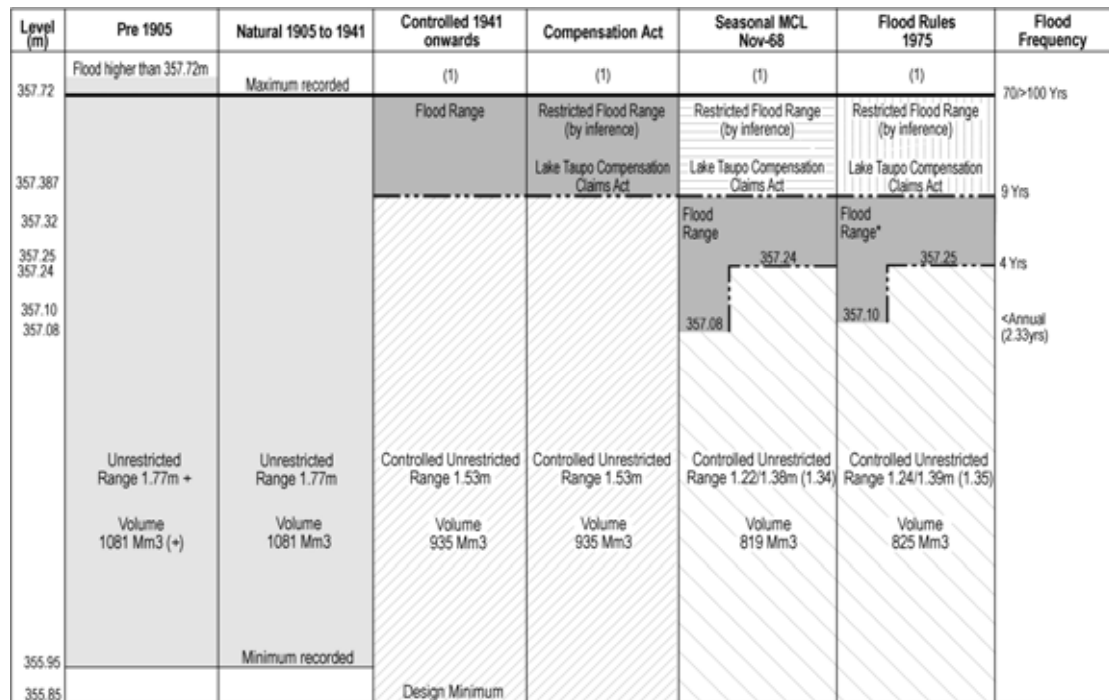 Level (m)
Pre 1905
Natural 1905 to 1941
Controlled 1941 onwards
Compensation Act
Seasonal MCL Nov-68
Flood Rules 1975
Flood Frequency
Flood higher than 357.72m
Maximum recorded
(1)
(1)
(1)
(1)
357.72
70/>100 Yrs
Flood Range
Restricted Flood Range
(by inference)
Lake Taupo Compensation
Claims Act
Restricted Flood Range
(by inference)
Lake Taupo Compensation
Claims Act
Restricted Flood Range
(by inference)
Lake Taupo Compensation
Claims Act
357.387
9 Yrs
357.32
Flood
Range
Flood
Range*
357.25
357.24
357.24
357.25
4 Yrs
357.10
357.08
357.08
357.10
<Annual
(2.33yrs)
Unrestricted
Range 1.77m +
Volume
1081 Mm3 (+)
Unrestricted
Range 1.77m
Volume
1081 Mm3
Controlled Unrestricted
Range 1.53m
Volume
935 Mm3
Controlled Unrestricted
Range 1.53m
Volume
935 Mm3
Controlled Unrestricted
Range 1.22/1.38m (1.34)
Volume
819 Mm3
Controlled Unrestricted
Range 1.24/1.39m (1.35)
Volume
825 Mm3
355.95
Minimum recorded
355.85
Design Minimum